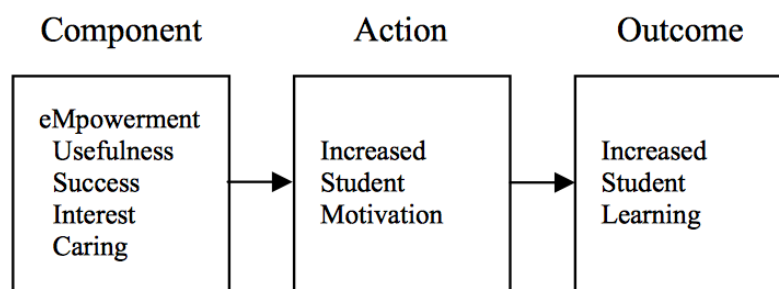 Component
Action
Outcome
eMpowerment
Usefulness
Success
Interest
Caring
Increased
Student
Motivation
Increased
Student
Learning